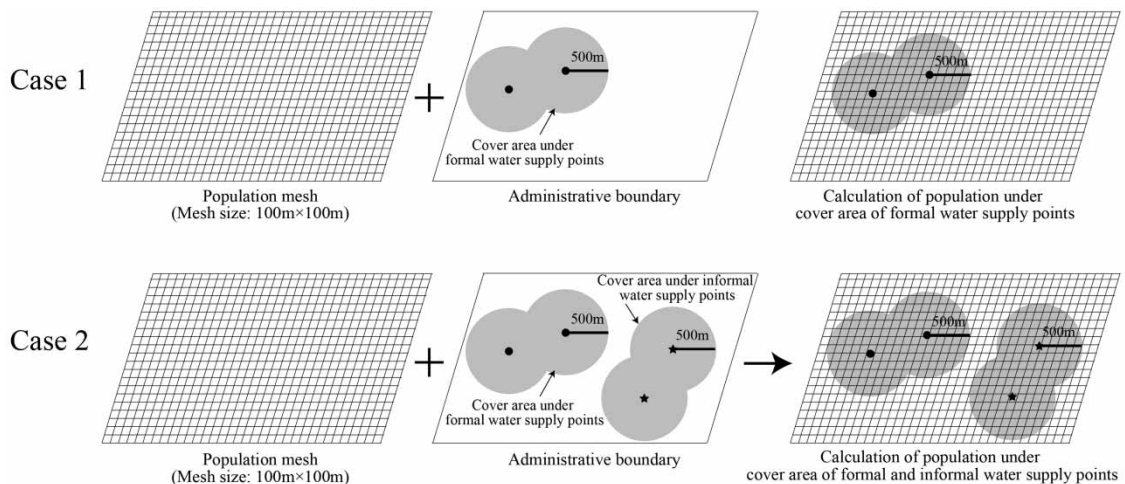 Case 1
500m
Cover area under
formal water supply points
500m
Population mesh
(Mesh size: 100m×100m)
Administrative boundary
Calculation of population under
cover area of formal water supply points
Case 2
Cover area under informal
water supply points
500m
500m
Cover area under
formal water supply points
500m
500m
Population mesh
(Mesh size: 100m×100m)
Administrative boundary
Calculation of population under
cover area of formal and informal water supply points